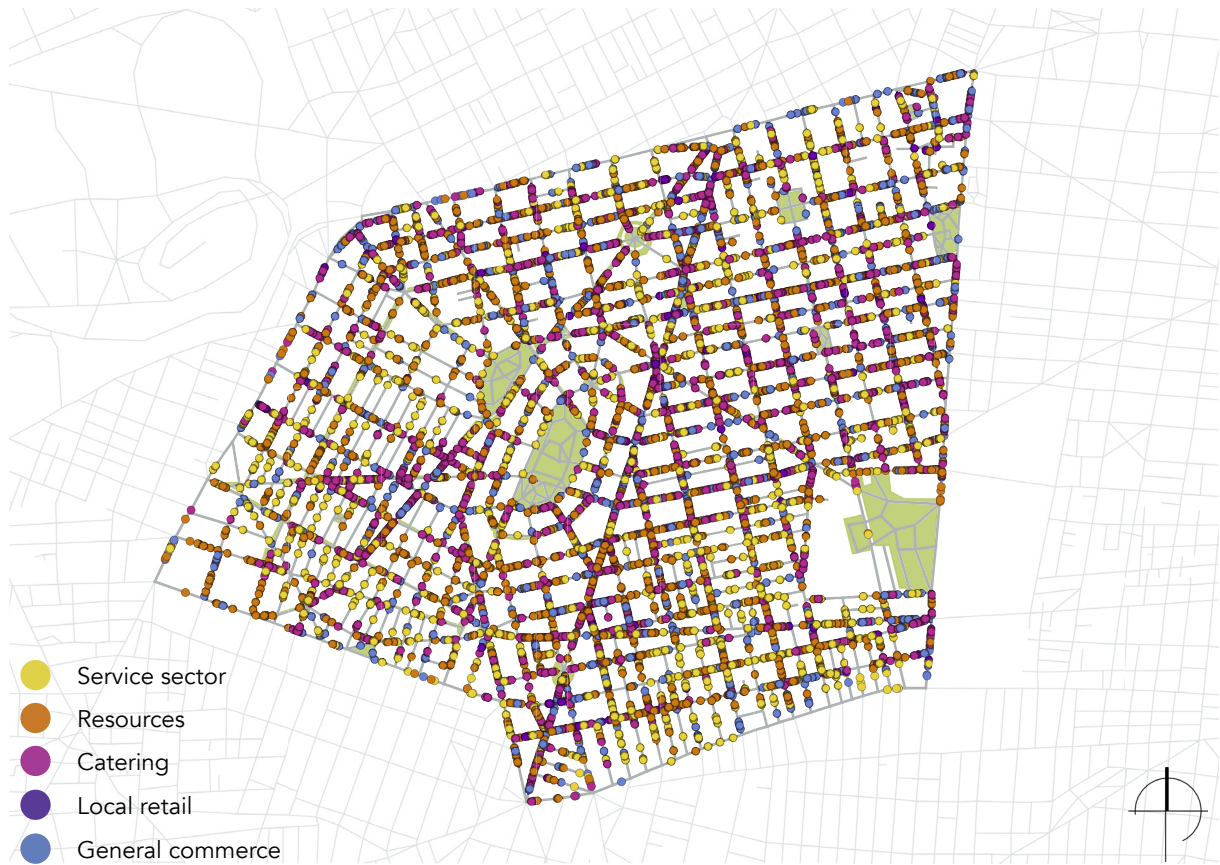 Service sector
Resources
Catering
Local retail
General commerce